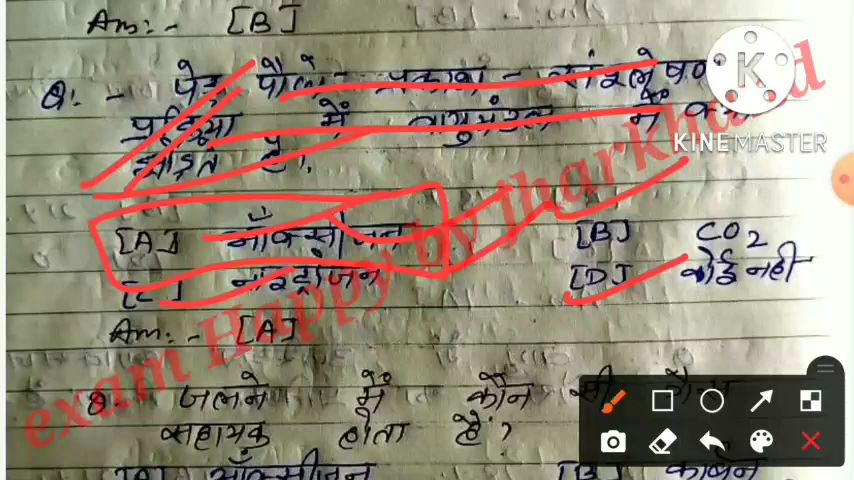 Ans:- [B]
Q:- पेड़ पौधे प्रकाश - संश्लेषण
प्रक्रिया में वायुमंडल में क्या
छोड़ते है।
[A] ऑक्सीजन [B] CO2
[C] नाइट्रोजन [D] कोई नही
Ans:- [A]
Q. जलने में कौन सी गैस
सहायक होता है?
[A] ऑक्सीजन [B] कार्बन
exam Happy by Jharkhand
K
KINEMASTER